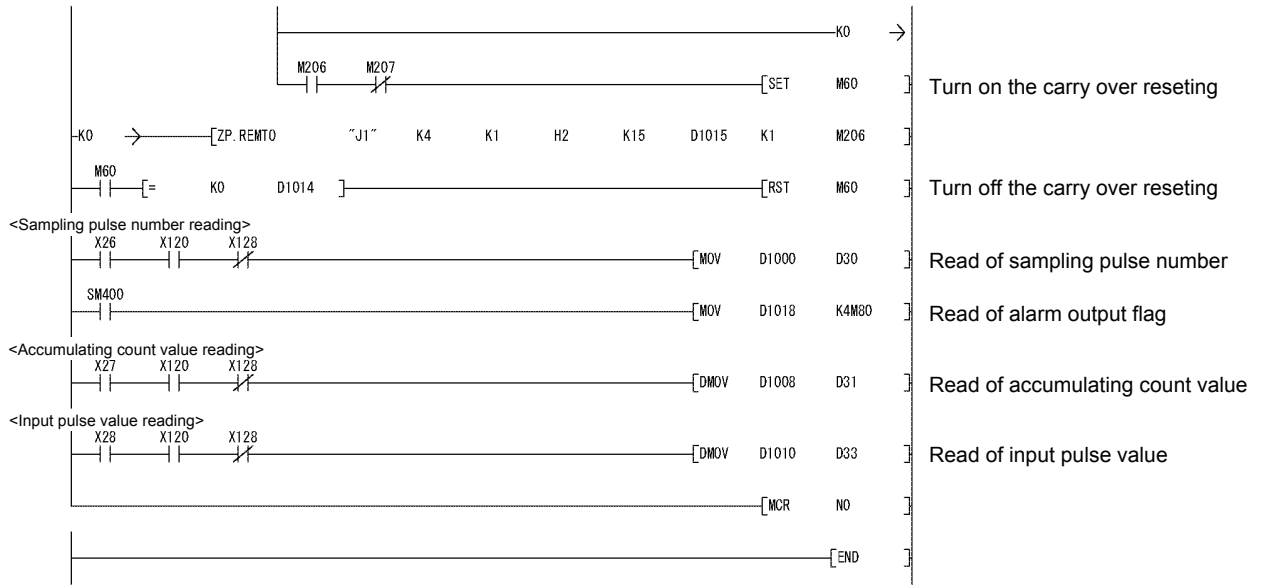 K0
M206 M207
[SET M60 ] Turn on the carry over reseting
K0 [ZP.REMTO "J1" K4 K1 H2 K15 D1015 K1 M206 ]
M60
[= K0 D1014 ] [RST M60 ] Turn off the carry over reseting
<Sampling pulse number reading>
X26 X120 X128
[MOV D1000 D30 ] Read of sampling pulse number
SM400
[MOV D1018 K4M80 ] Read of alarm output flag
<Accumulating count value reading>
X27 X120 X128
[DMOV D1008 D31 ] Read of accumulating count value
<Input pulse value reading>
X28 X120 X128
[DMOV D1010 D33 ] Read of input pulse value
[MCR N0 ]
[END ]